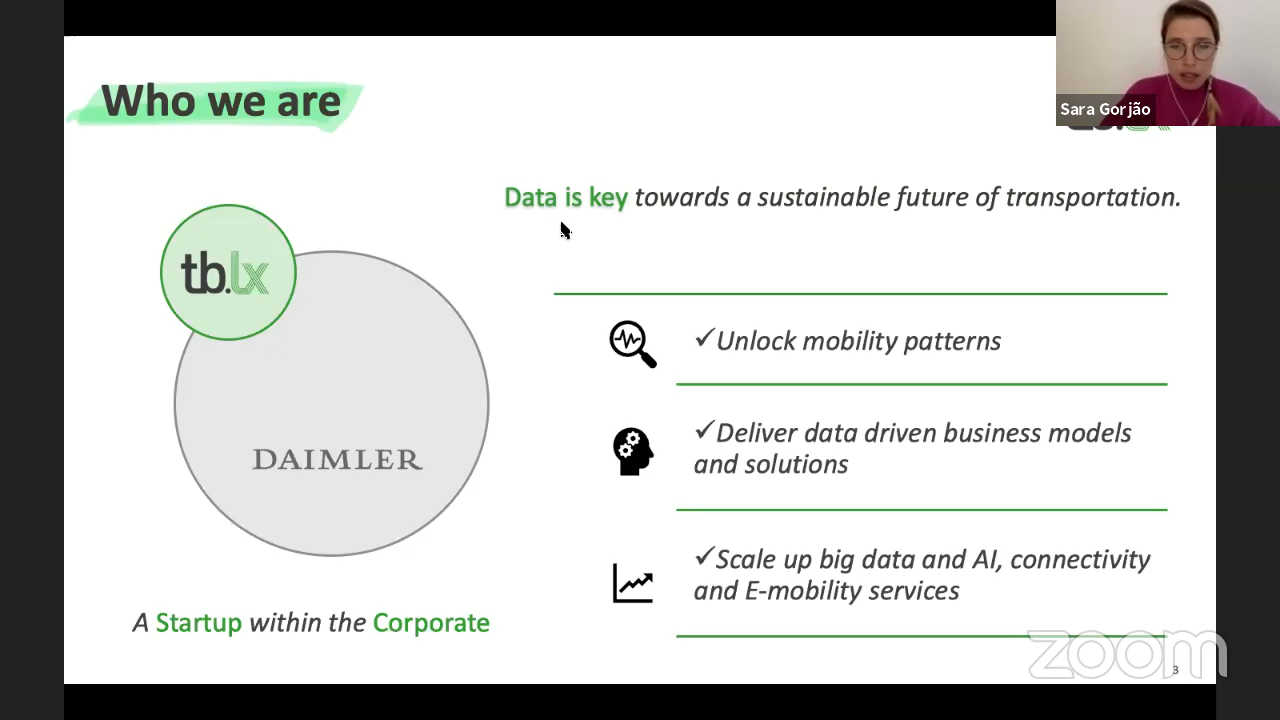 Who we are
Sara Gorjão
Data is key towards a sustainable future of transportation.
tb.lx
DAIMLER
A Startup within the Corporate
✓Unlock mobility patterns
✓Deliver data driven business models
and solutions
✓Scale up big data and AI, connectivity
and E-mobility services
zoom
3